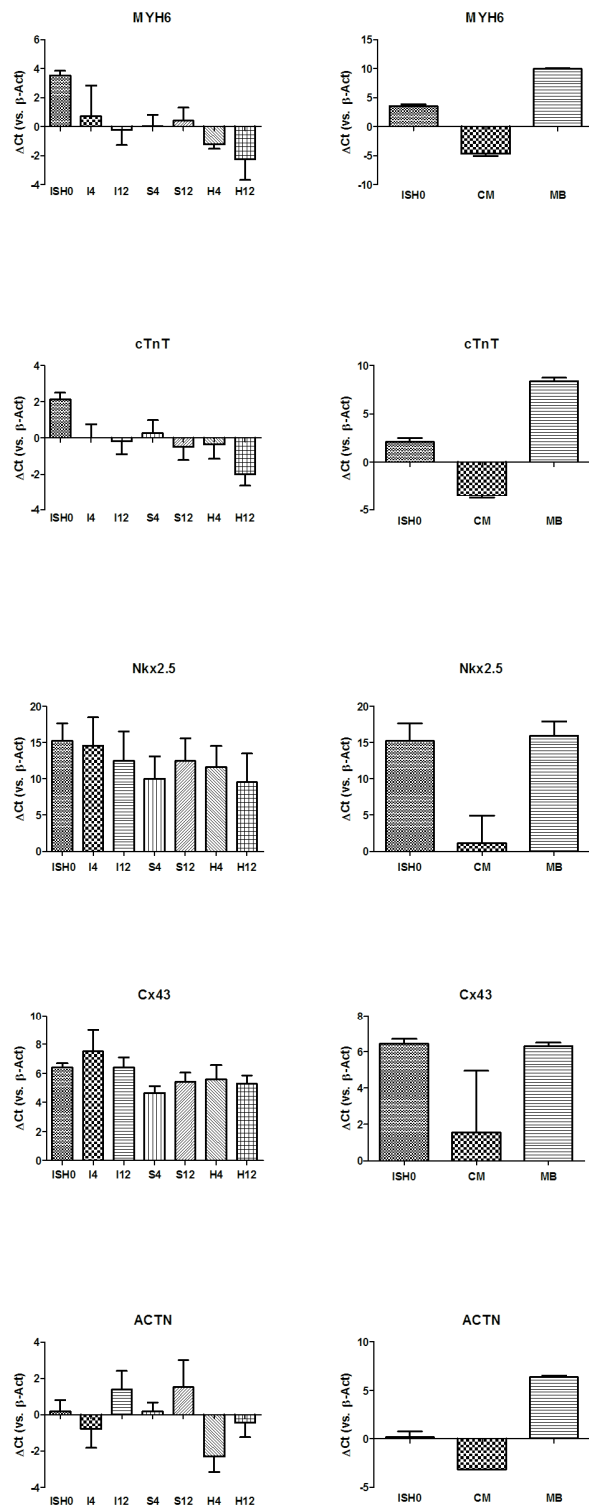 MYH6
ΔCt (vs. β-Act)
6
4
2
0
-2
-4
ISH0 I4 I12 S4 S12 H4 H12
MYH6
ΔCt (vs. β-Act)
15
10
5
0
-5
-10
ISH0 CM MB
cTnT
ΔCt (vs. β-Act)
4
2
0
-2
-4
ISH0 I4 I12 S4 S12 H4 H12
cTnT
ΔCt (vs. β-Act)
10
5
0
-5
ISH0 CM MB
Nkx2.5
ΔCt (vs. β-Act)
20
15
10
5
0
ISH0 I4 I12 S4 S12 H4 H12
Nkx2.5
ΔCt (vs. β-Act)
20
15
10
5
0
ISH0 CM MB
Cx43
ΔCt (vs. β-Act)
10
8
6
4
2
0
ISH0 I4 I12 S4 S12 H4 H12
Cx43
ΔCt (vs. β-Act)
8
6
4
2
0
ISH0 CM MB
ACTN
ΔCt (vs. β-Act)
4
2
0
-2
-4
ISH0 I4 I12 S4 S12 H4 H12
ACTN
ΔCt (vs. β-Act)
10
5
0
-5
ISH0 CM MB